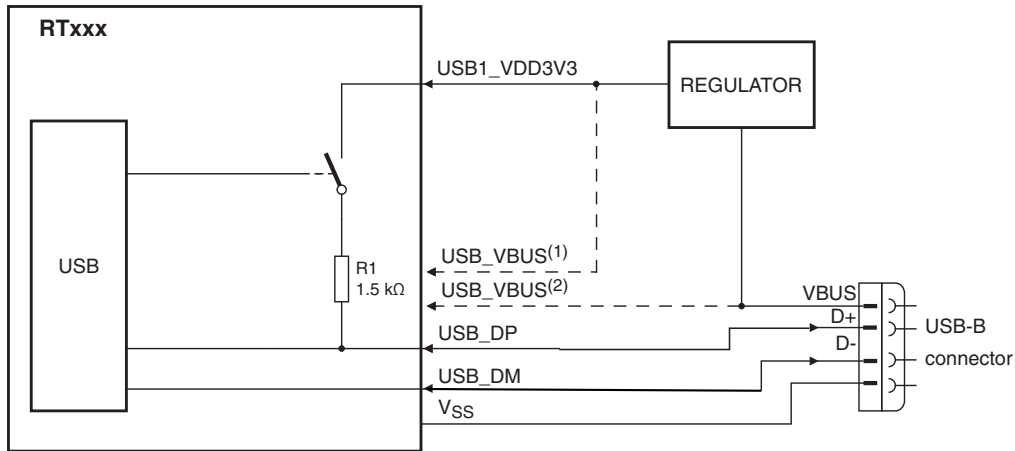 RTxxx
USB1_VDD3V3
REGULATOR
USB
R1
1.5 kΩ
USB_VBUS(1)
USB_VBUS(2)
VBUS
D+
USB-B
USB_DP
D-
connector
USB_DM
VSS